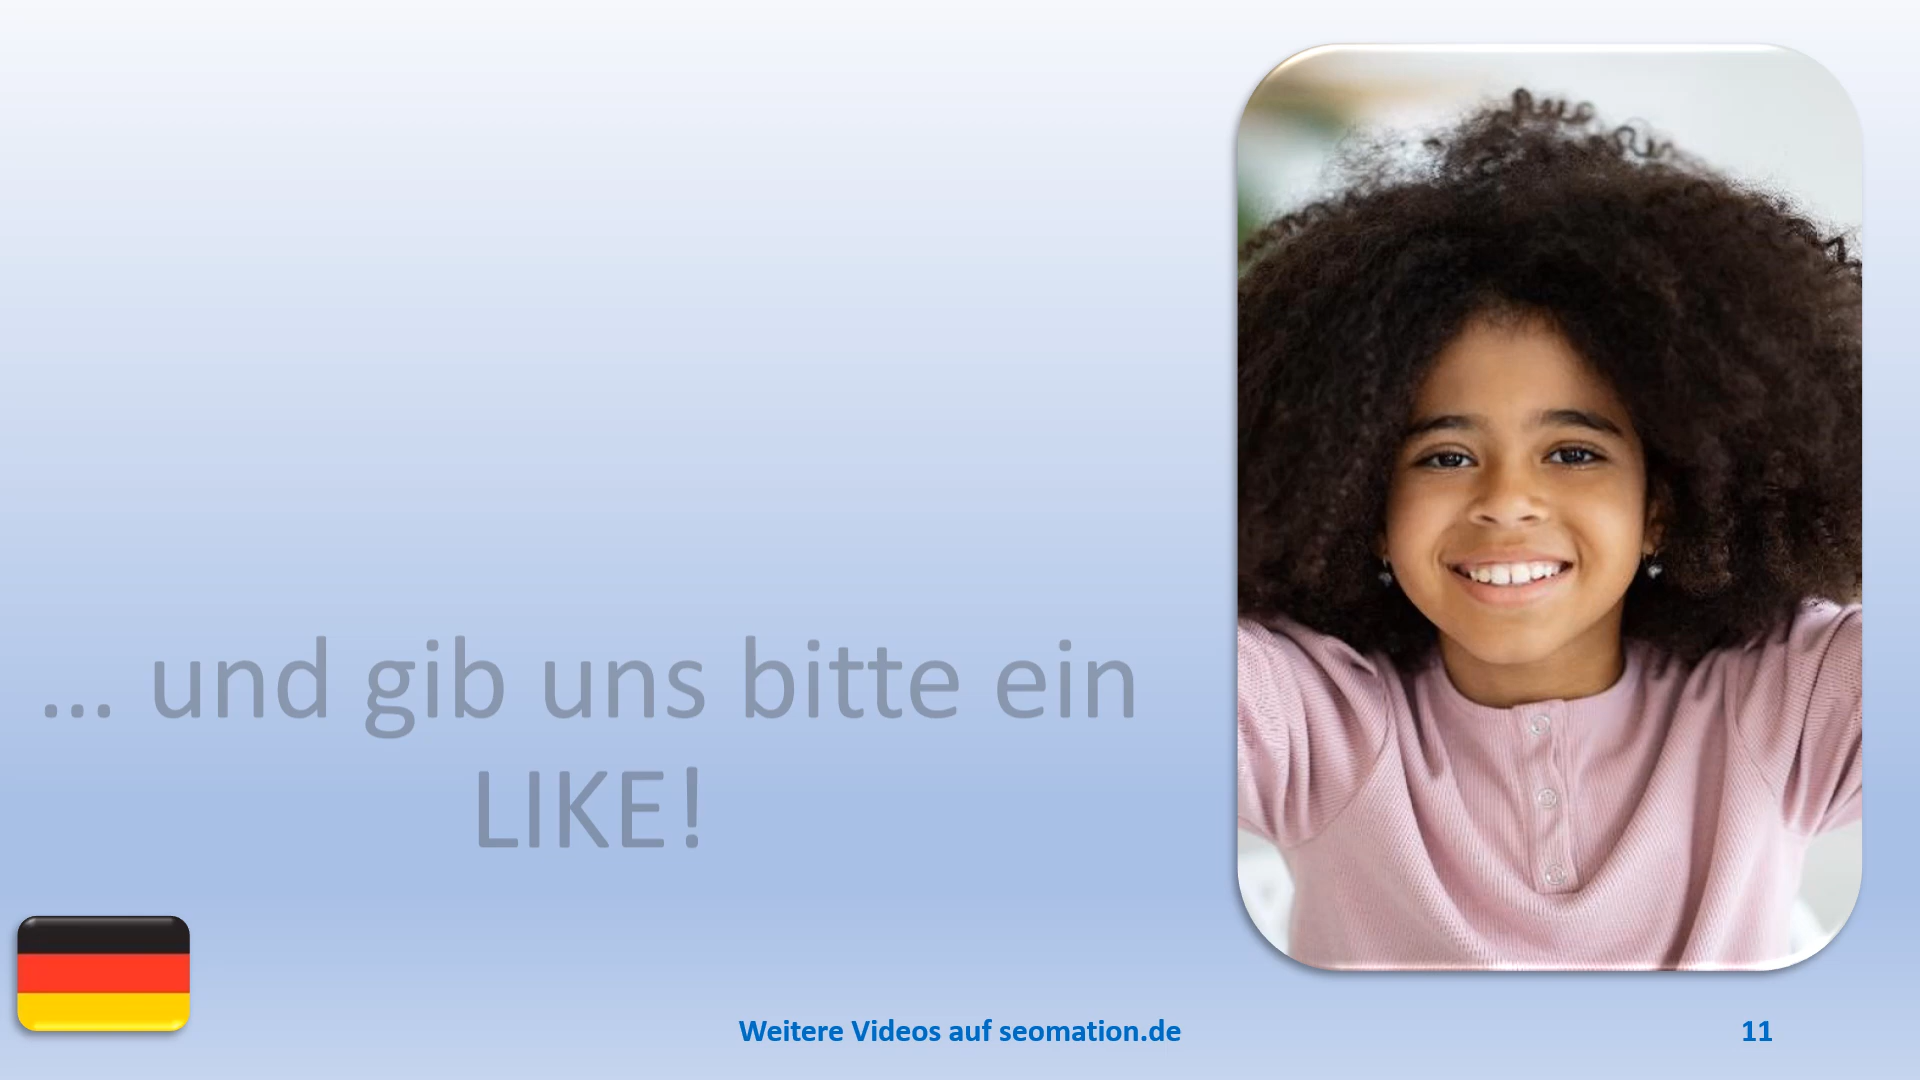 ... und gib uns bitte ein
LIKE!
Weitere Videos auf seomation.de
11